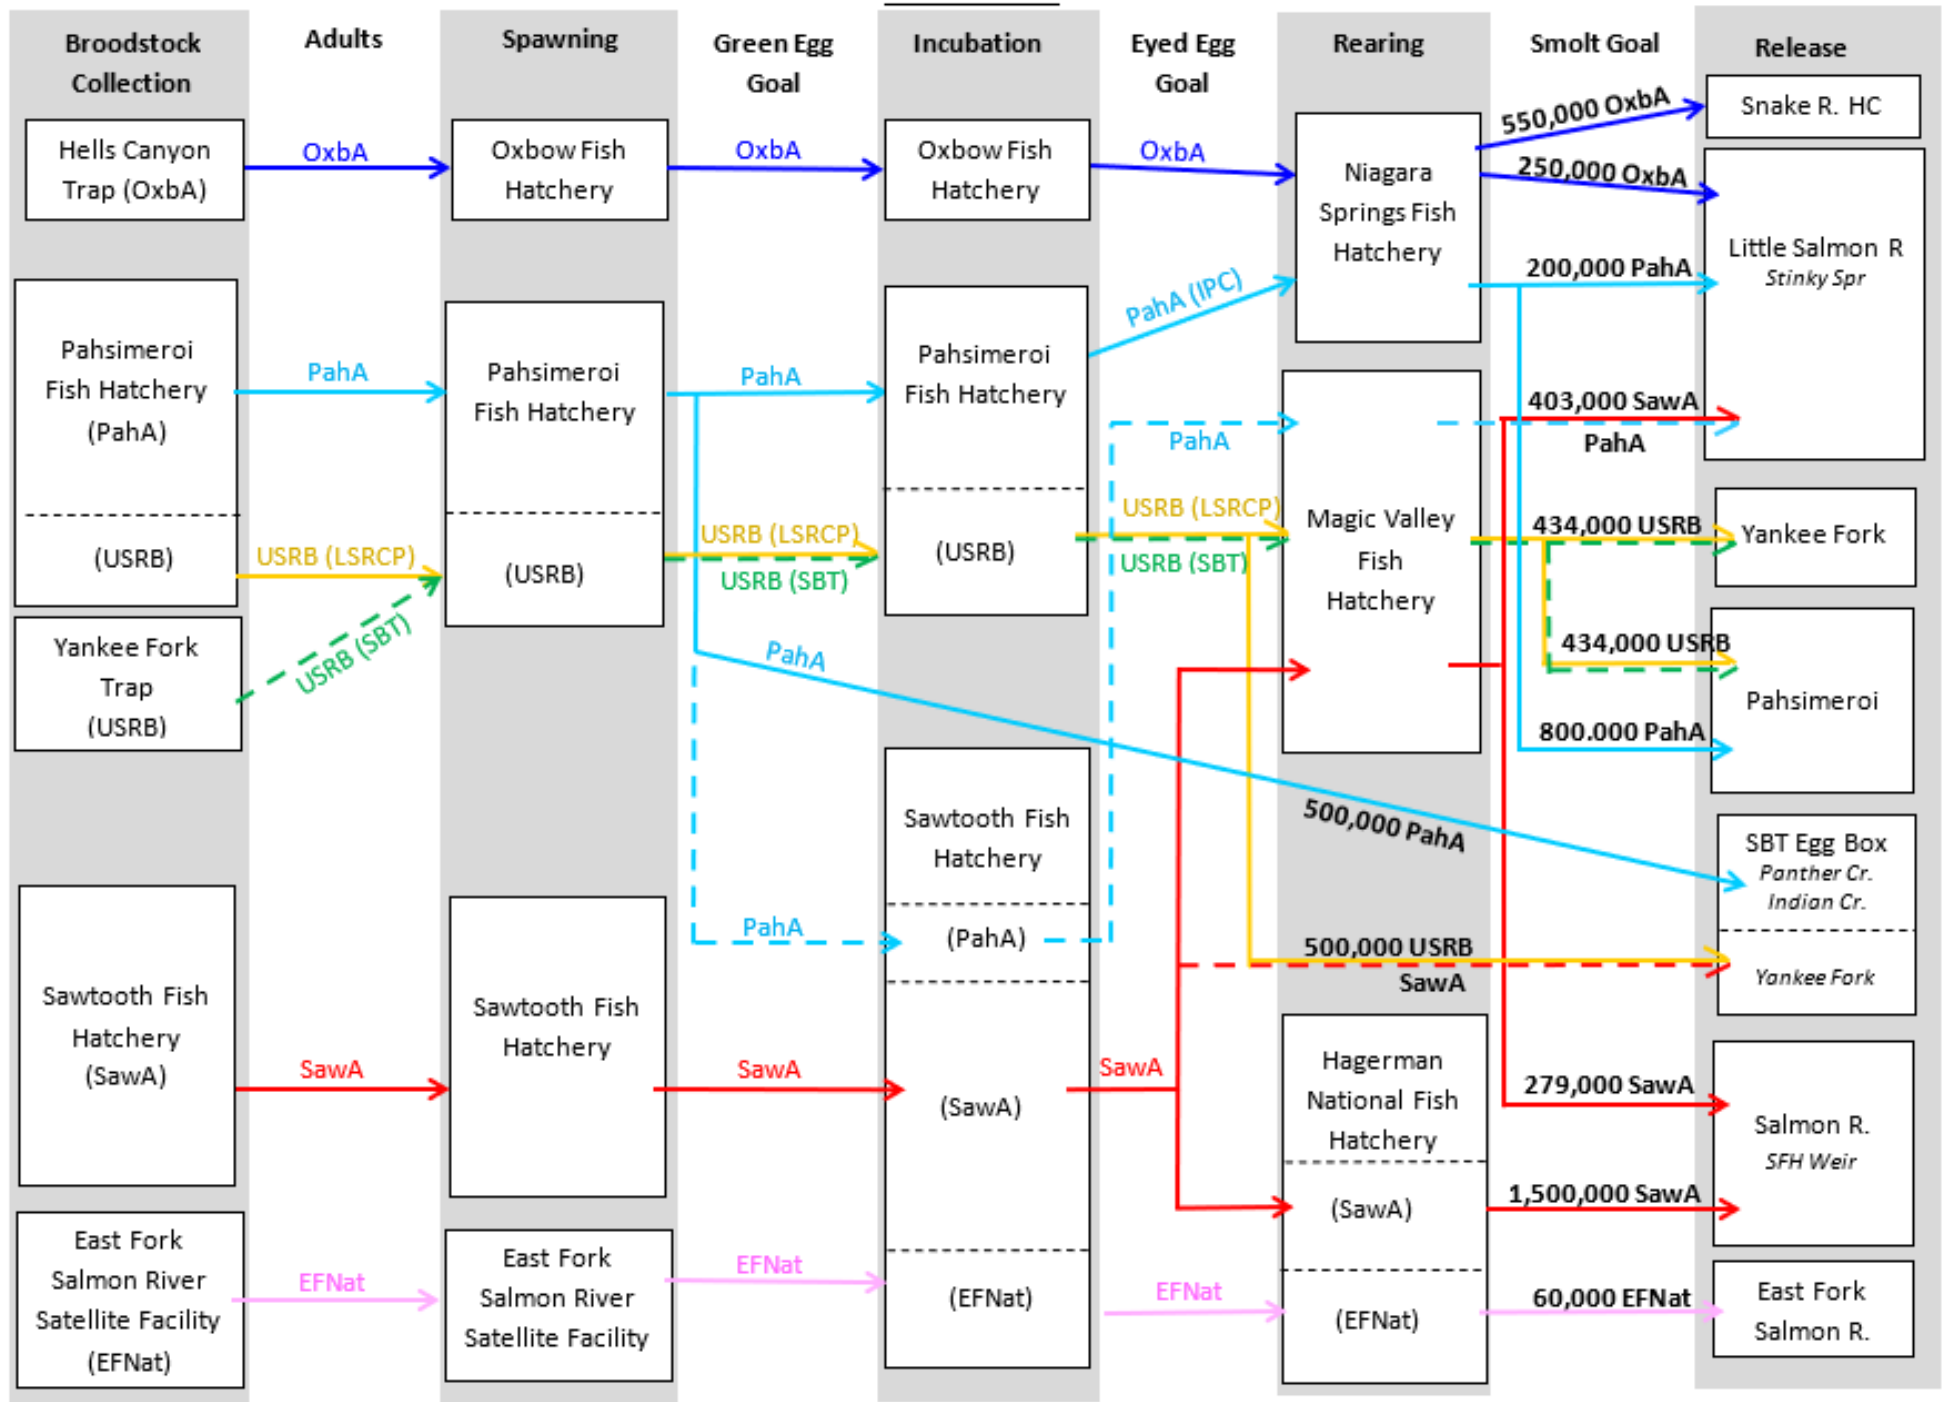 Broodstock
Collection
Adults
Spawning
Green Egg
Goal
Incubation
Eyed Egg
Goal
Rearing
Smolt Goal
Release
Hells Canyon
Trap (OxbA)
OxbA
Oxbow Fish
Hatchery
OxbA
Oxbow Fish
Hatchery
OxbA
Niagara
Springs Fish
Hatchery
550,000 OxbA
Snake R. HC
250,000 OxbA
Little Salmon R
Stinky Spr
200,000 PahA
403,000 SawA
PahA
Pahsimeroi
Fish Hatchery
(PahA)
(USRB)
PahA
USRB (LSRCP)
Pahsimeroi
Fish Hatchery
(USRB)
PahA
USRB (LSRCP)
USRB (SBT)
Pahsimeroi
Fish Hatchery
(USRB)
PahA (IPC)
PahA
USRB (LSRCP)
USRB (SBT)
Magic Valley
Fish
Hatchery
434,000 USRB
Yankee Fork
434,000 USRB
800.000 PahA
Pahsimeroi
Yankee Fork
Trap
(USRB)
USRB (SBT)
PahA
500,000 PahA
SBT Egg Box
Panther Cr.
Indian Cr.
Yankee Fork
PahA
Sawtooth Fish
Hatchery
(PahA)
(SawA)
(EFNat)
500,000 USRB
SawA
Sawtooth Fish
Hatchery
(SawA)
SawA
Sawtooth Fish
Hatchery
SawA
SawA
Hagerman
National Fish
Hatchery
(SawA)
(EFNat)
279,000 SawA
1,500,000 SawA
Salmon R.
SFH Weir
East Fork
Salmon River
Satellite Facility
(EFNat)
EFNat
East Fork
Salmon River
Satellite Facility
EFNat
EFNat
60,000 EFNat
East Fork
Salmon R.